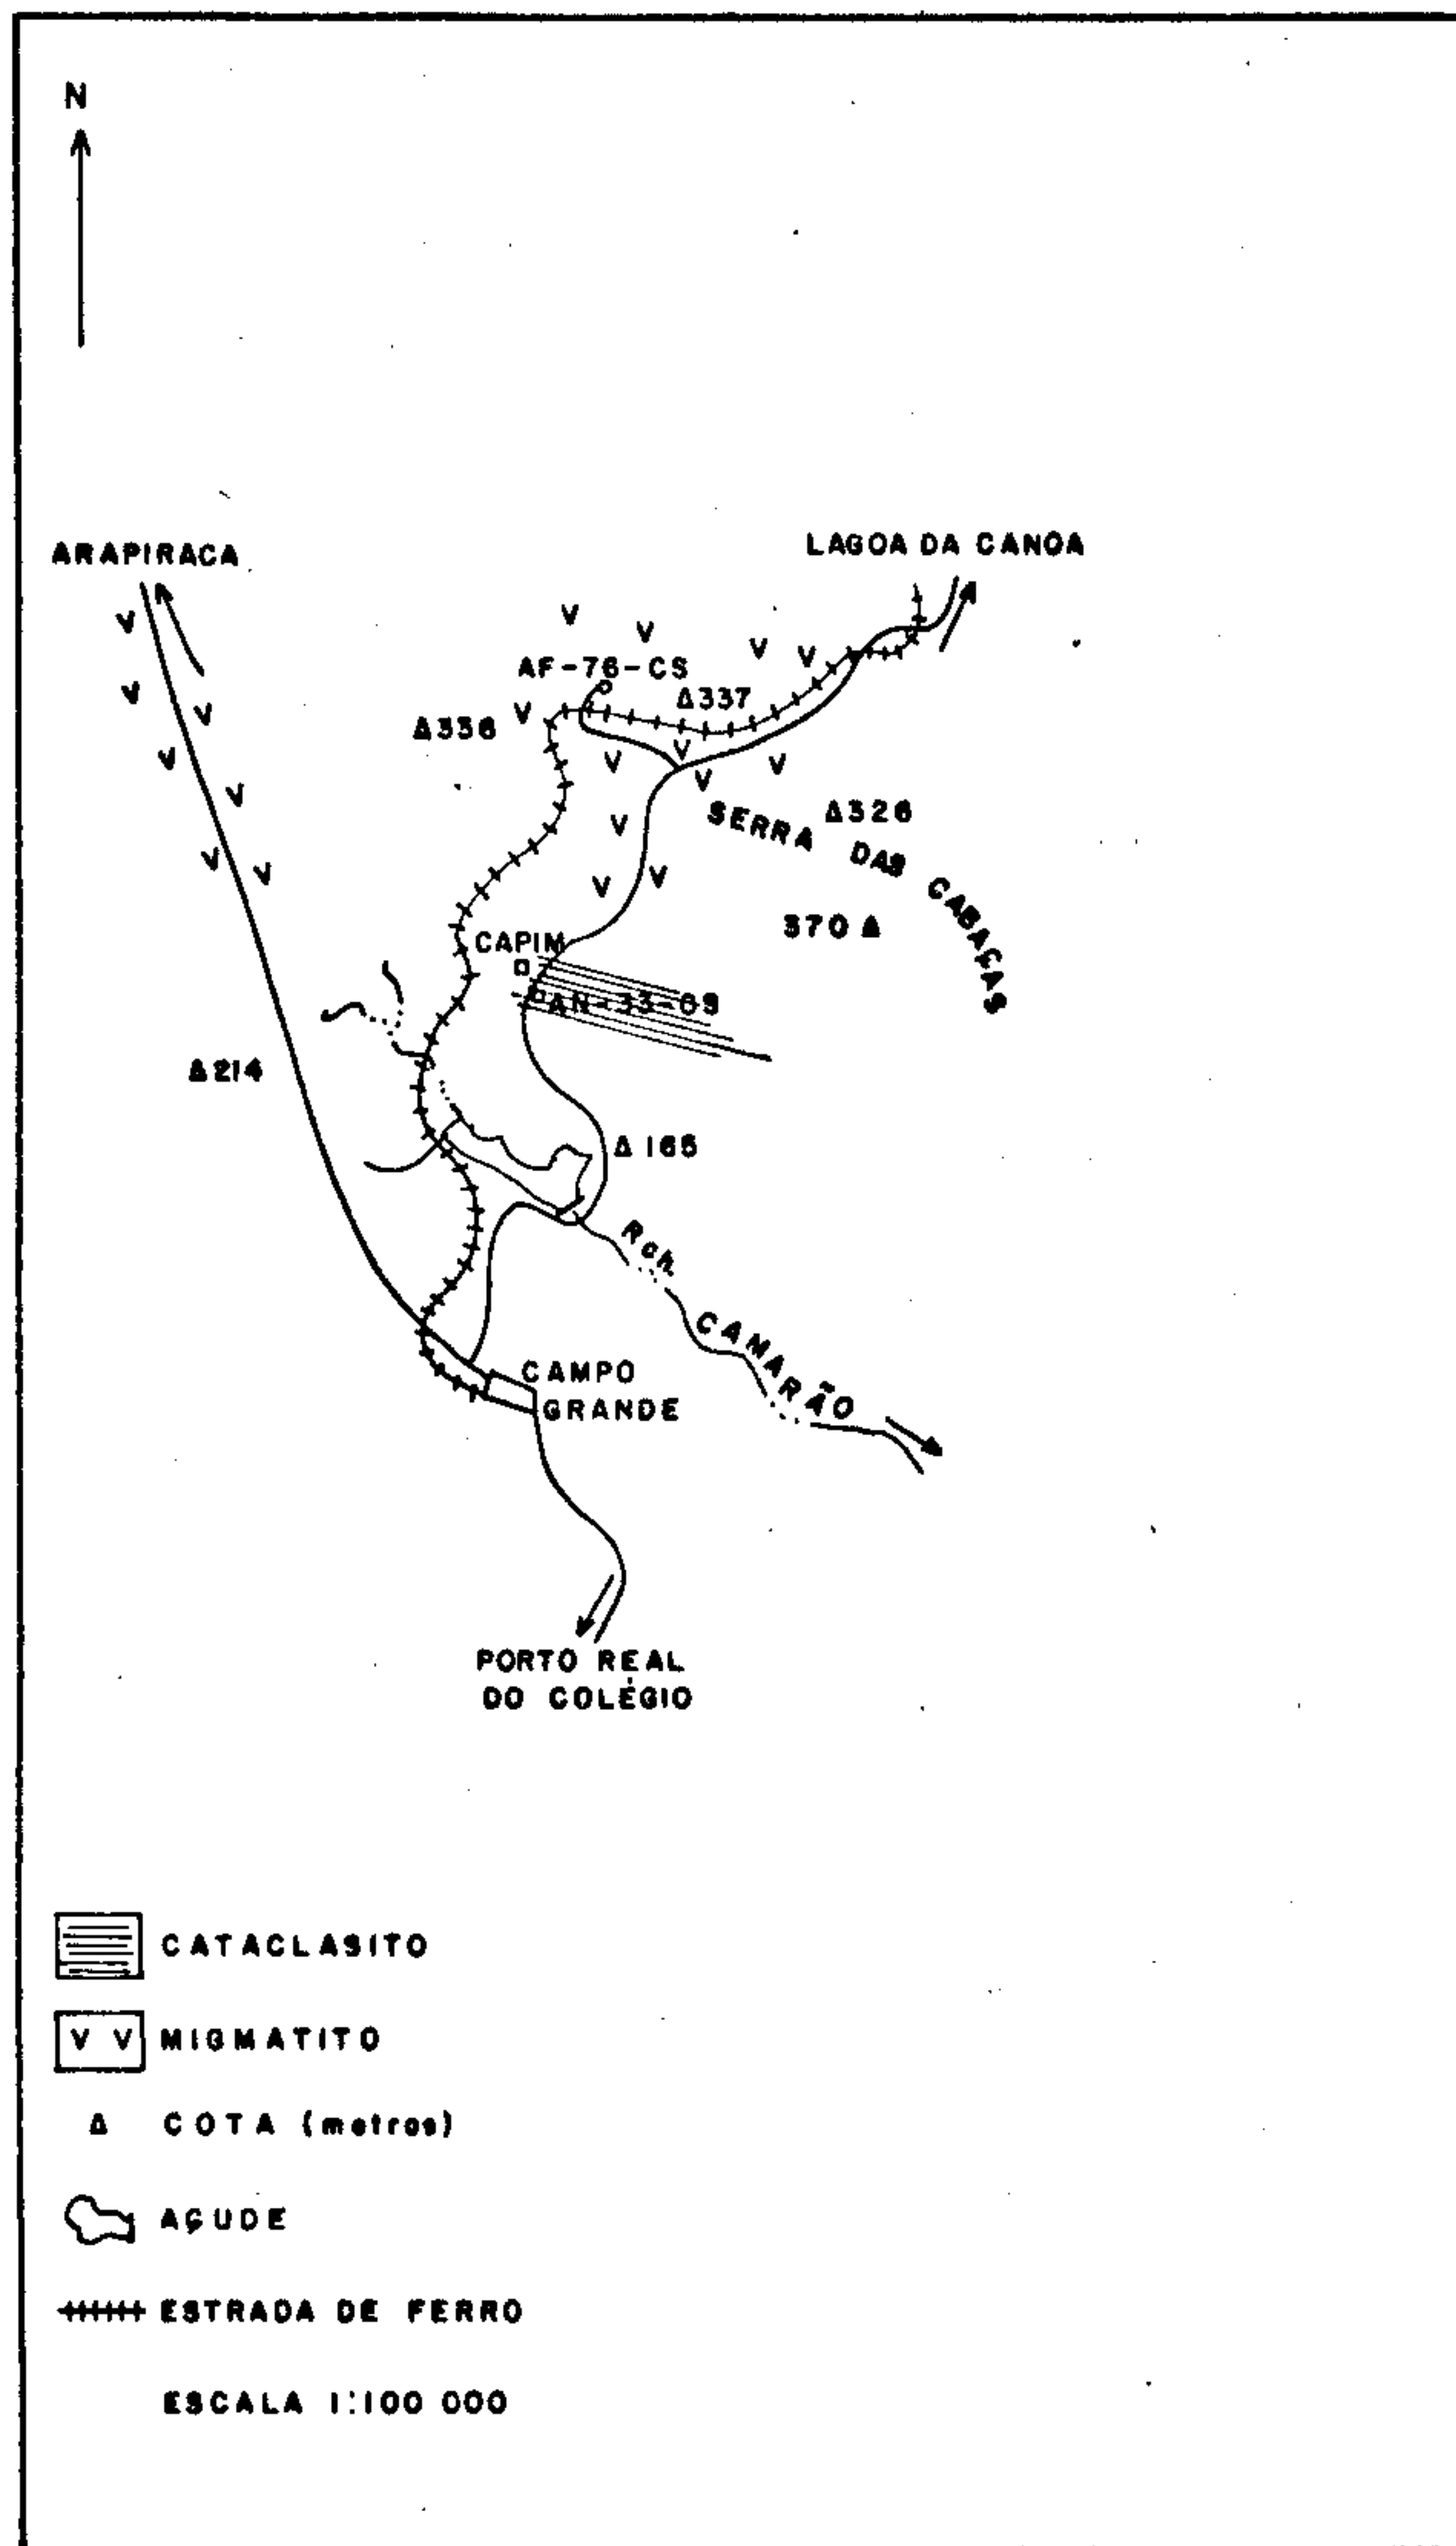 N
ARAPIRACA
LAGOA DA CANOA
AF-76-CS
Δ337
Δ336
Δ326
SERRA DAS CABAÇAS
370 Δ
CAPIM
AN-33-CS
Δ214
Δ 165
Rch. CAMARÃO
CAMPO
GRANDE
PORTO REAL
DO COLÉGIO
CATACLASITO
V V MIGMATITO
Δ COTA (metros)
AÇUDE
ESTRADA DE FERRO
ESCALA 1:100 000